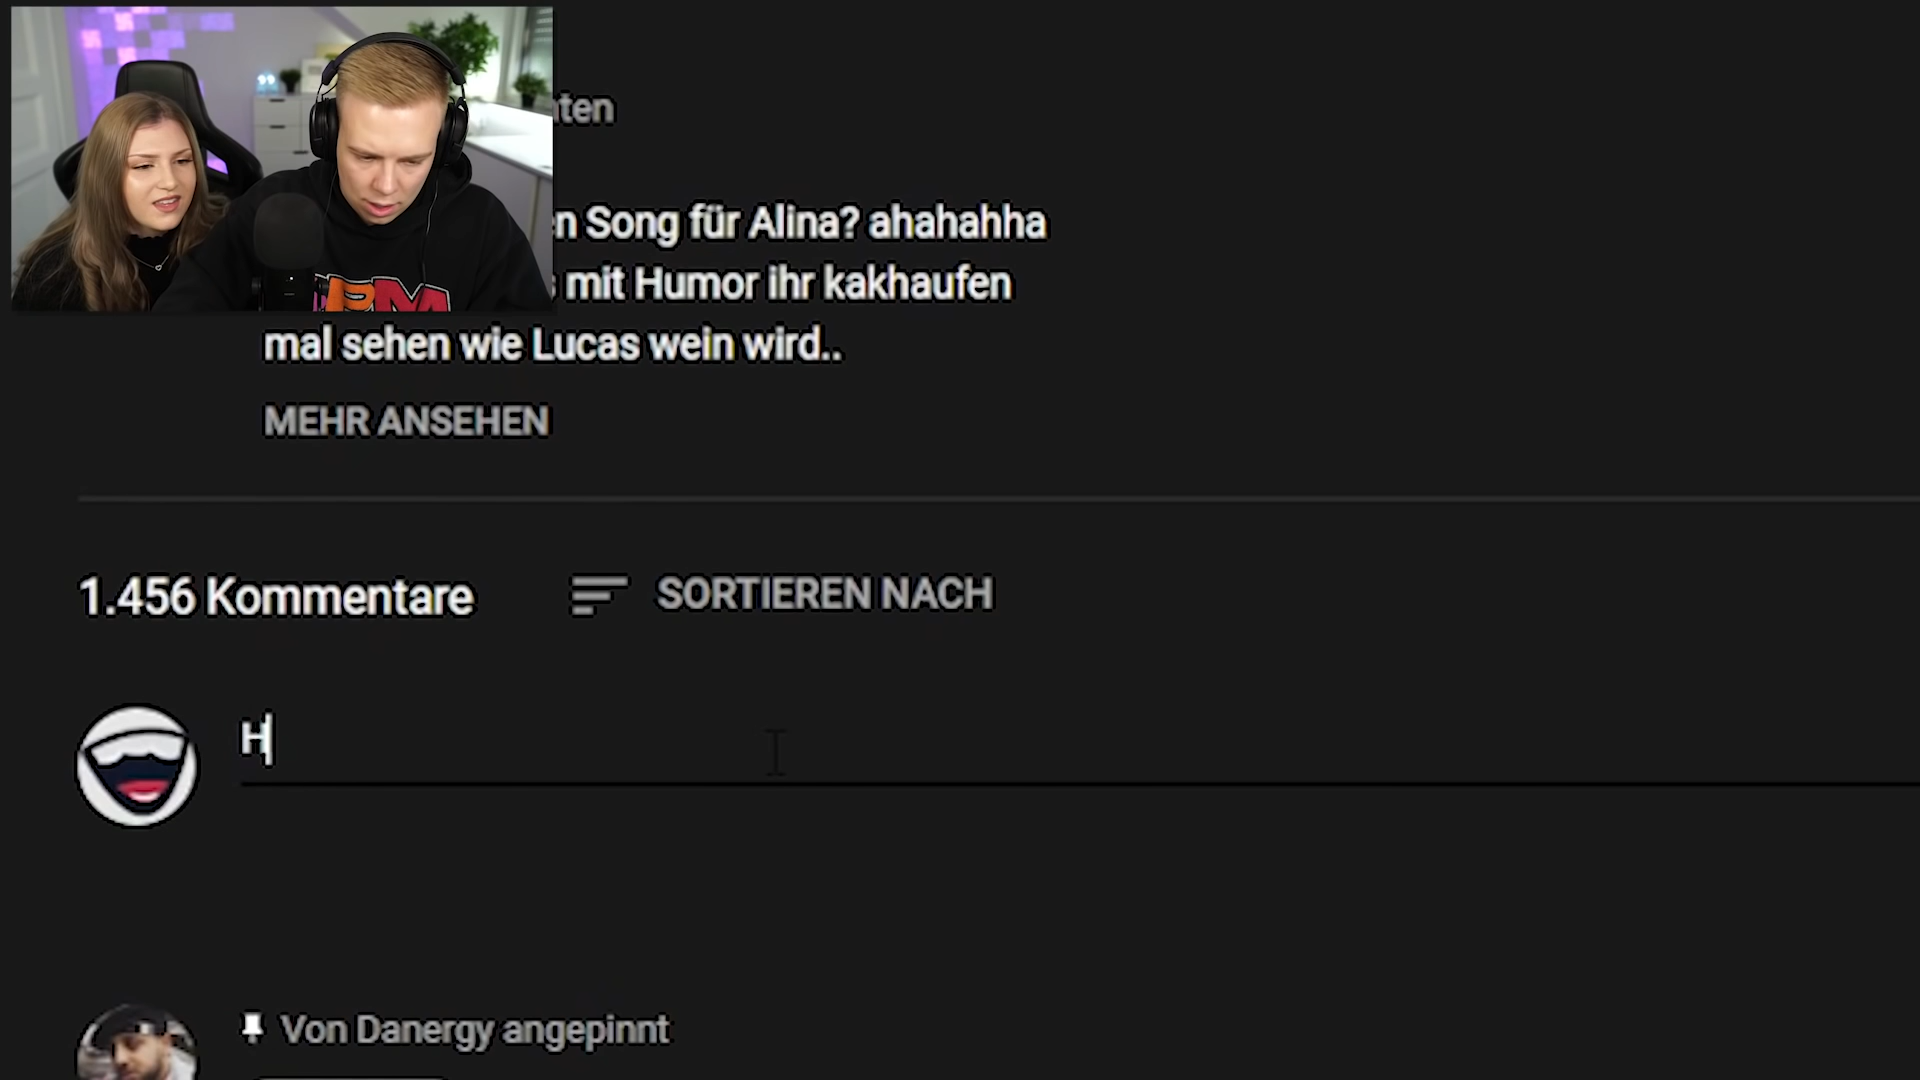 Song für Alina? ahahahha
mit Humor ihr kakhaufen
mal sehen wie Lucas wein wird..
MEHR ANSEHEN
1.456 Kommentare
SORTIEREN NACH
H
Von Danergy angepinnt